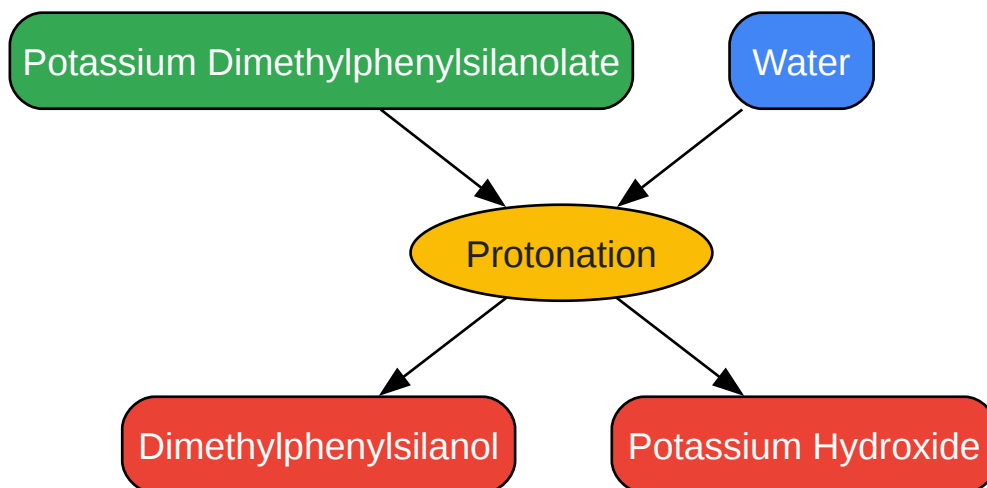 Potassium Dimethylphenylsilanolate
Water
Protonation
Dimethylphenylsilanol
Potassium Hydroxide